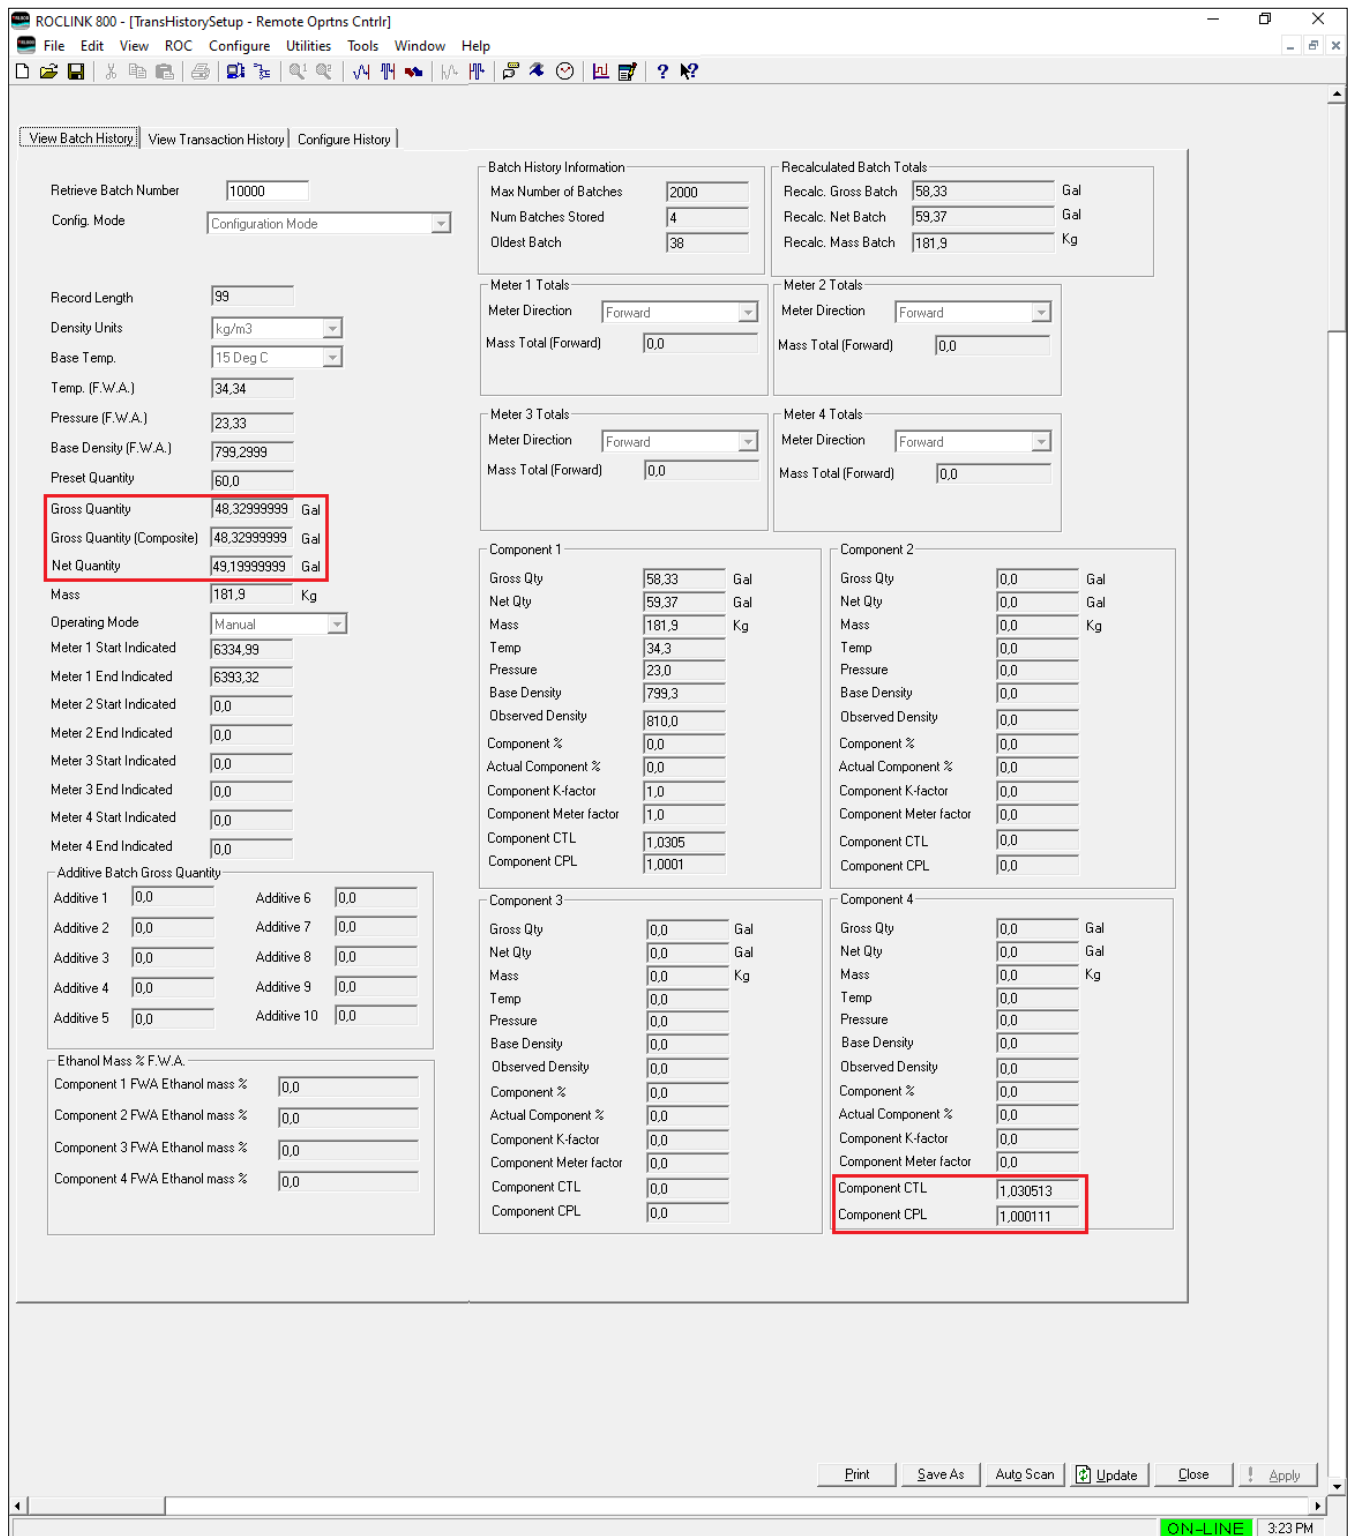 ROCLINK 800 - [TransHistorySetup - Remote Oprtns Cntrlr]
File Edit View ROC Configure Utilities Tools Window Help
View Batch History View Transaction History Configure History
Retrieve Batch Number 10000
Config. Mode Configuration Mode
Record Length 99
Density Units kg/m3
Base Temp. 15 Deg C
Temp. (F.W.A.) 34,34
Pressure (F.W.A.) 23,33
Base Density (F.W.A.) 799,2999
Preset Quantity 60,0
Gross Quantity 48,32999999 Gal
Gross Quantity (Composite) 48,32999999 Gal
Net Quantity 49,19999999 Gal
Mass 181,9 Kg
Operating Mode Manual
Meter 1 Start Indicated 6334,99
Meter 1 End Indicated 6393,32
Meter 2 Start Indicated 0,0
Meter 2 End Indicated 0,0
Meter 3 Start Indicated 0,0
Meter 3 End Indicated 0,0
Meter 4 Start Indicated 0,0
Meter 4 End Indicated 0,0
Additive Batch Gross Quantity
Additive 1 0,0 Additive 6 0,0
Additive 2 0,0 Additive 7 0,0
Additive 3 0,0 Additive 8 0,0
Additive 4 0,0 Additive 9 0,0
Additive 5 0,0 Additive 10 0,0
Ethanol Mass % F.W.A.
Component 1 FWA Ethanol mass % 0,0
Component 2 FWA Ethanol mass % 0,0
Component 3 FWA Ethanol mass % 0,0
Component 4 FWA Ethanol mass % 0,0
Batch History Information
Max Number of Batches 2000
Num Batches Stored 4
Oldest Batch 38
Recalculated Batch Totals
Recalc. Gross Batch 58,33 Gal
Recalc. Net Batch 59,37 Gal
Recalc. Mass Batch 181,9 Kg
Meter 1 Totals
Meter Direction Forward
Mass Total (Forward) 0,0
Meter 2 Totals
Meter Direction Forward
Mass Total (Forward) 0,0
Meter 3 Totals
Meter Direction Forward
Mass Total (Forward) 0,0
Meter 4 Totals
Meter Direction Forward
Mass Total (Forward) 0,0
Component 1
Gross Qty 58,33 Gal
Net Qty 59,37 Gal
Mass 181,9 Kg
Temp 34,3
Pressure 23,0
Base Density 799,3
Observed Density 810,0
Component % 0,0
Actual Component % 0,0
Component K-factor 1,0
Component Meter factor 1,0
Component CTL 1,0305
Component CPL 1,0001
Component 2
Gross Qty 0,0 Gal
Net Qty 0,0 Gal
Mass 0,0 Kg
Temp 0,0
Pressure 0,0
Base Density 0,0
Observed Density 0,0
Component % 0,0
Actual Component % 0,0
Component K-factor 0,0
Component Meter factor 0,0
Component CTL 0,0
Component CPL 0,0
Component 3
Gross Qty 0,0 Gal
Net Qty 0,0 Gal
Mass 0,0 Kg
Temp 0,0
Pressure 0,0
Base Density 0,0
Observed Density 0,0
Component % 0,0
Actual Component % 0,0
Component K-factor 0,0
Component Meter factor 0,0
Component CTL 0,0
Component CPL 0,0
Component 4
Gross Qty 0,0 Gal
Net Qty 0,0 Gal
Mass 0,0 Kg
Temp 0,0
Pressure 0,0
Base Density 0,0
Observed Density 0,0
Component % 0,0
Actual Component % 0,0
Component K-factor 0,0
Component Meter factor 0,0
Component CTL 1,030513
Component CPL 1,000111
Print Save As Auto Scan Update Close ! Apply
ON-LINE 3:23 PM